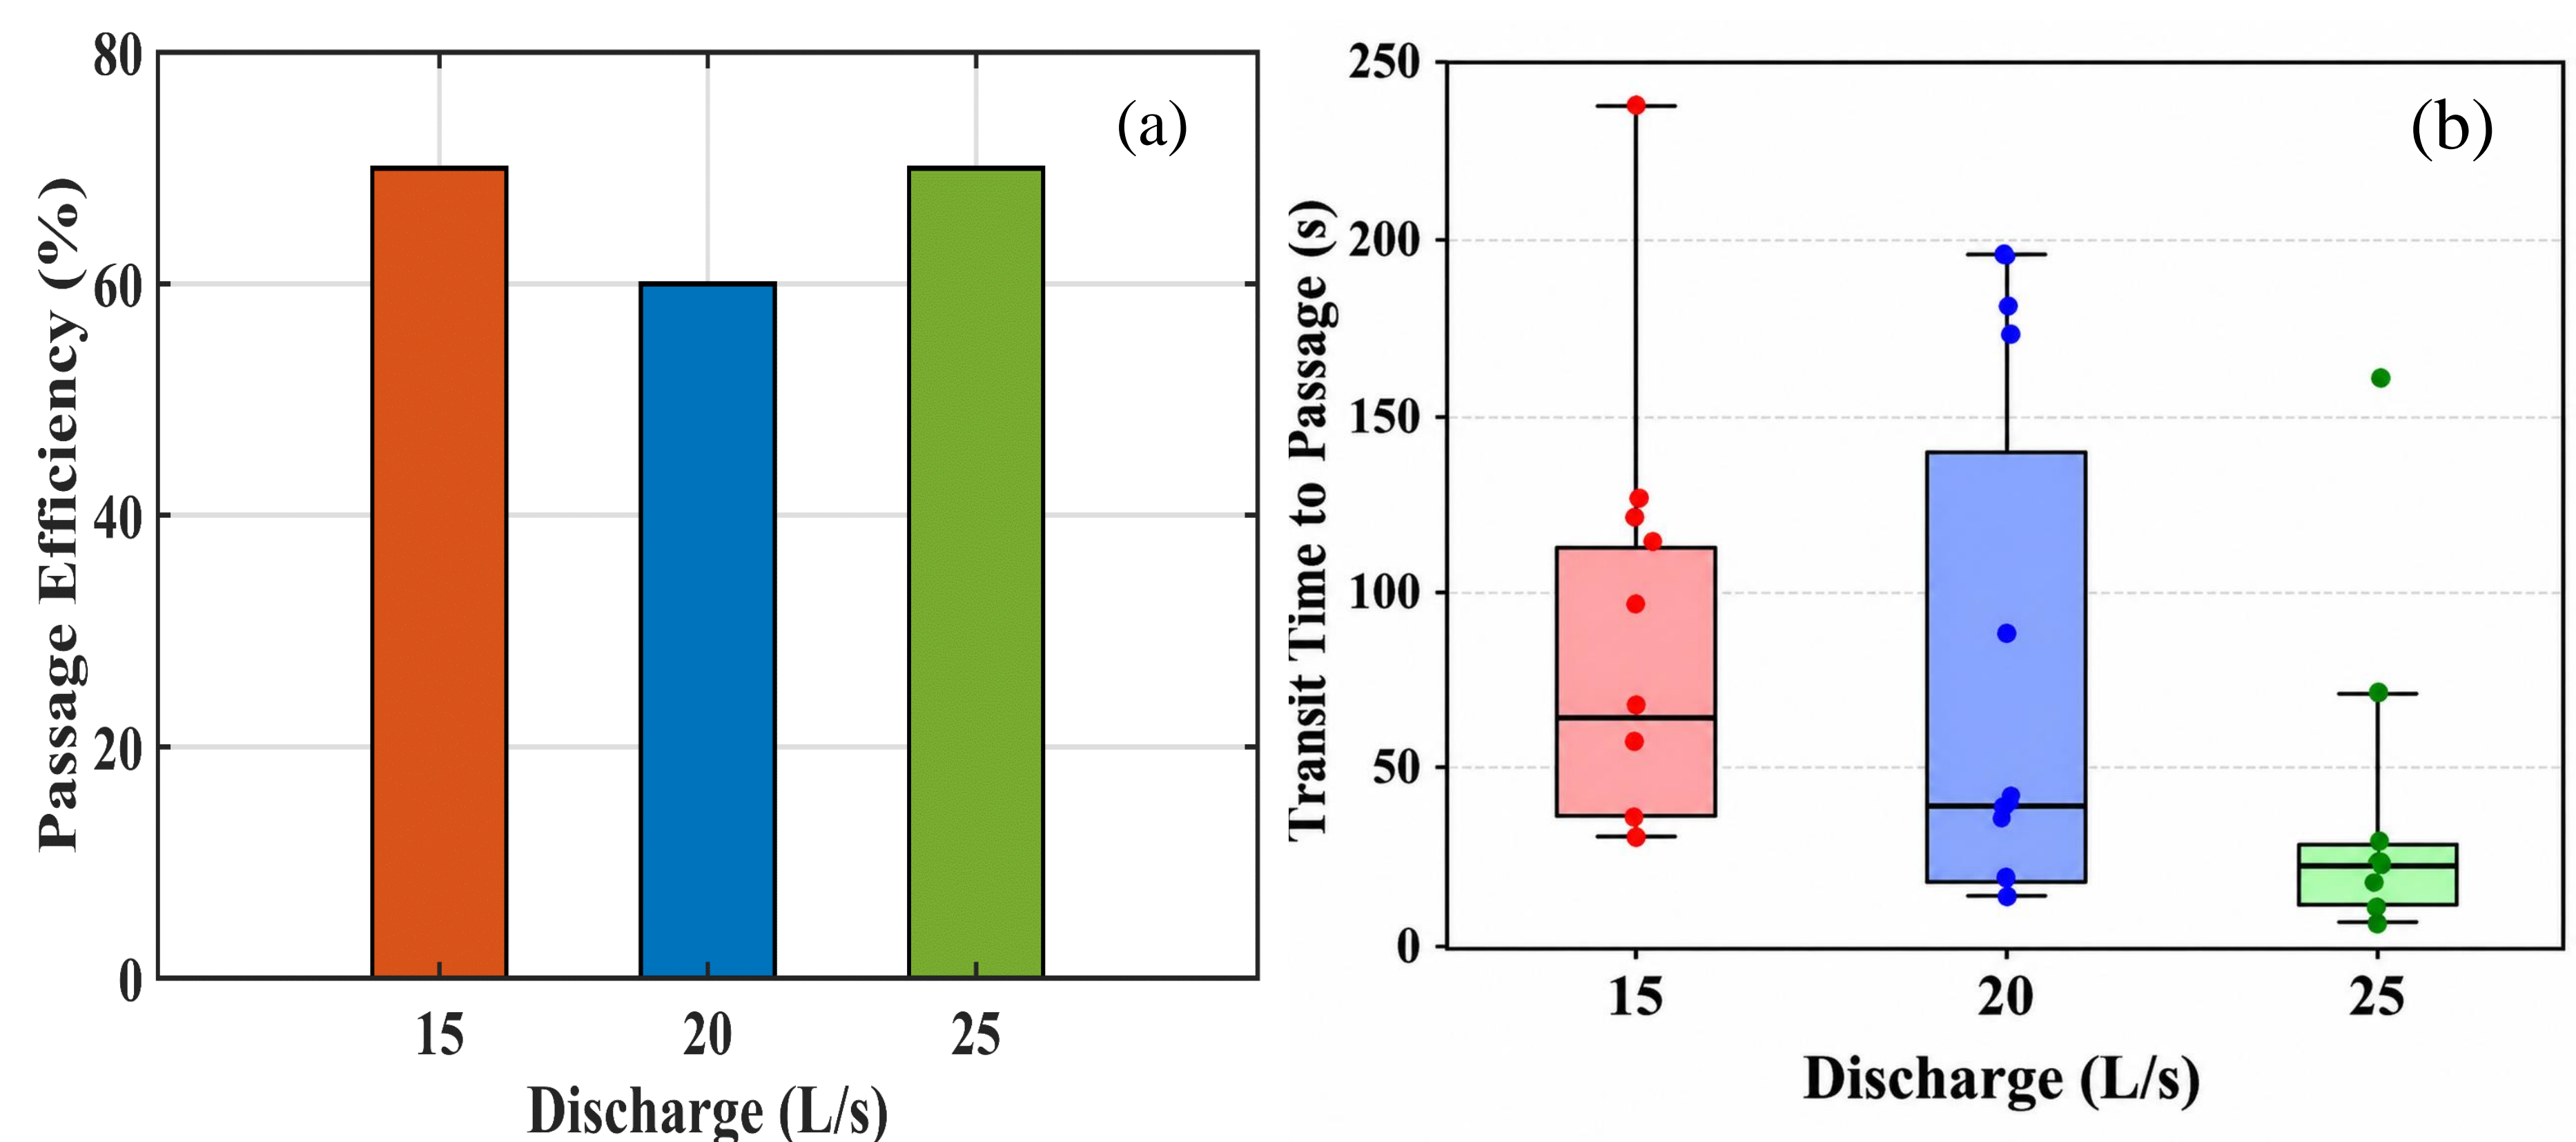 (a)
Passage Efficiency (%)
80
60
40
20
0
15 20 25
Discharge (L/s)
(b)
Transit Time to Passage (s)
250
200
150
100
50
0
15 20 25
Discharge (L/s)